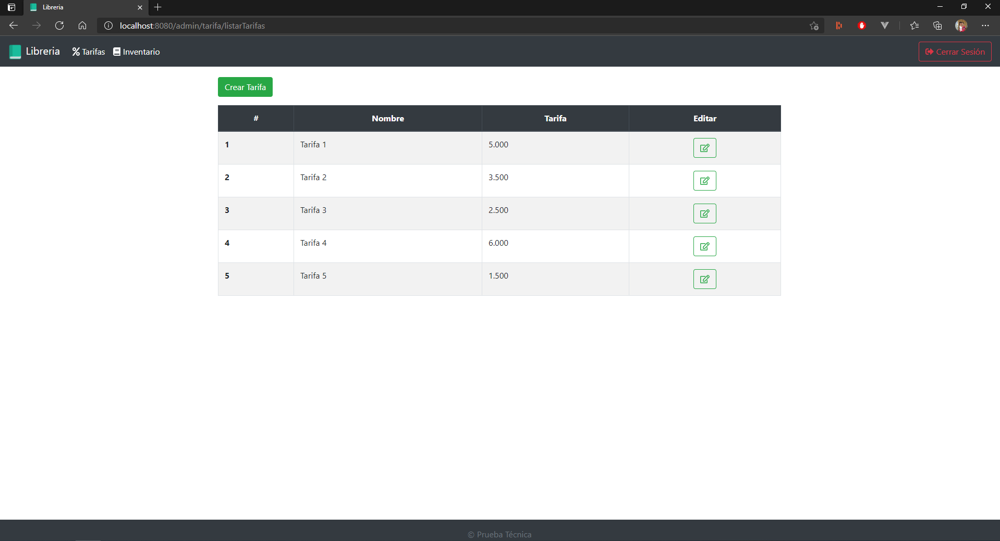 Libreria
localhost:8080/admin/tarifa/listarTarifas
Libreria Tarifas Inventario Cerrar Sesión
Crear Tarifa
# Nombre Tarifa Editar
1 Tarifa 1 5.000
2 Tarifa 2 3.500
3 Tarifa 3 2.500
4 Tarifa 4 6.000
5 Tarifa 5 1.500
© Prueba Técnica